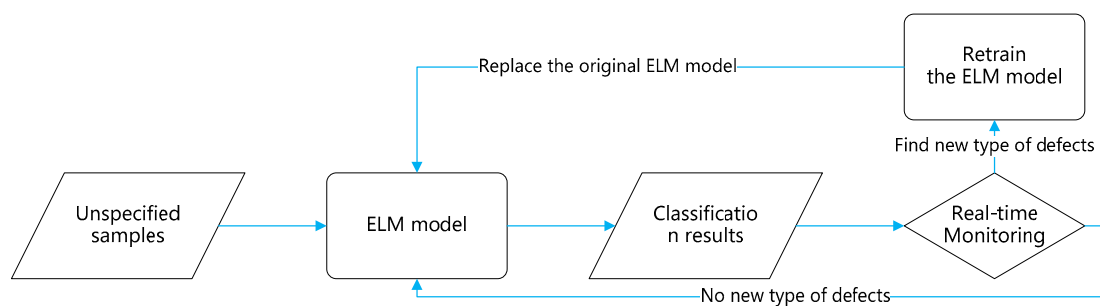 Retrain
the ELM model
Replace the original ELM model
Find new type of defects
Unspecified
samples
ELM model
Classificatio
n results
Real-time
Monitoring
No new type of defects